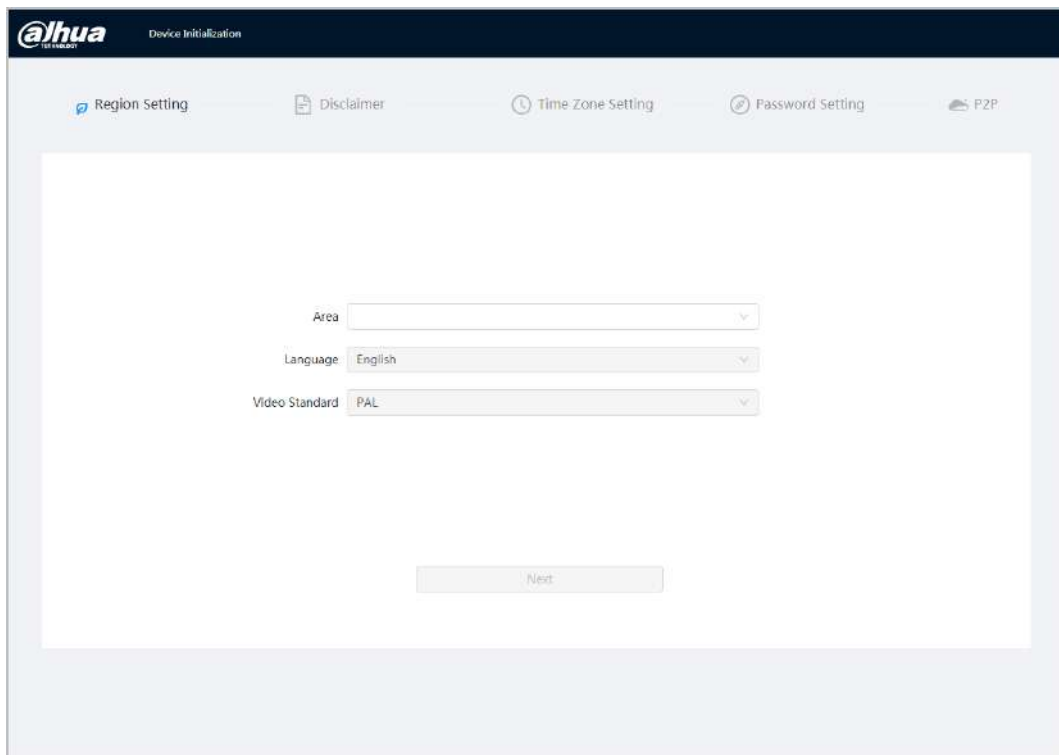 alhua
TECHNOLOGY
Device Initialization
Region Setting
Disclaimer
Time Zone Setting
Password Setting
P2P
Area
Language English
Video Standard PAL
Next